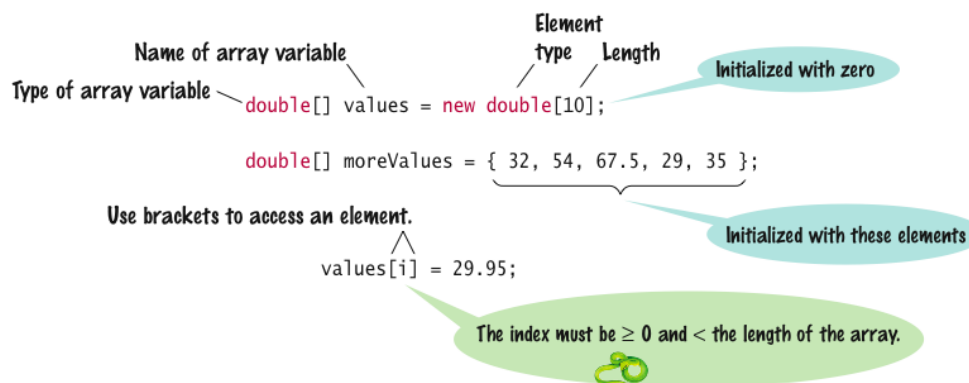 Name of array variable
Element
type
Length
Type of array variable
double[] values = new double[10];
Initialized with zero
double[] moreValues = { 32, 54, 67.5, 29, 35 };
Use brackets to access an element.
Initialized with these elements
values[i] = 29.95;
The index must be ≥ 0 and < the length of the array.